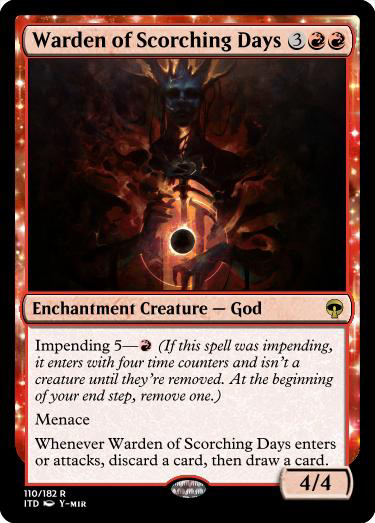 Warden of Scorching Days 3
Enchantment Creature — God
Impending 5— (If this spell was impending,
it enters with four time counters and isn't a
creature until they're removed. At the beginning
of your end step, remove one.)
Menace
Whenever Warden of Scorching Days enters
or attacks, discard a card, then draw a card.
4/4
110/182 R
ITD Y-MIR